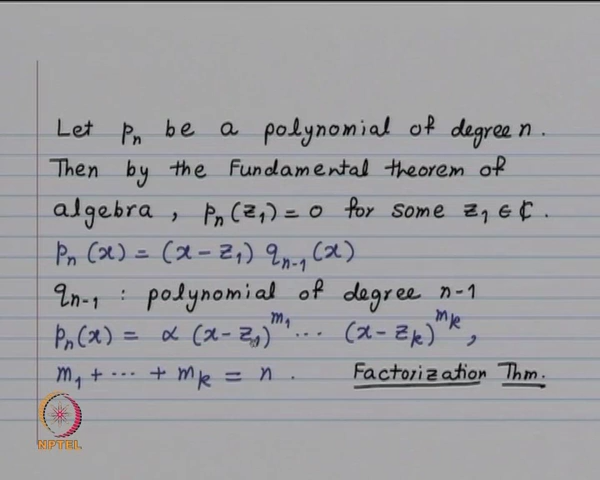 Let pₙ be a polynomial of degree n.
Then by the Fundamental theorem of
algebra, pₙ(z₁) = 0 for some z₁ ∈ ℂ.
pₙ(x) = (x - z₁) qₙ₋₁(x)
qₙ₋₁ : polynomial of degree n-1
pₙ(x) = α (x - z₁)^m₁ ... (x - zₖ)^mₖ,
m₁ + ... + mₖ = n. Factorization Thm.
NPTEL